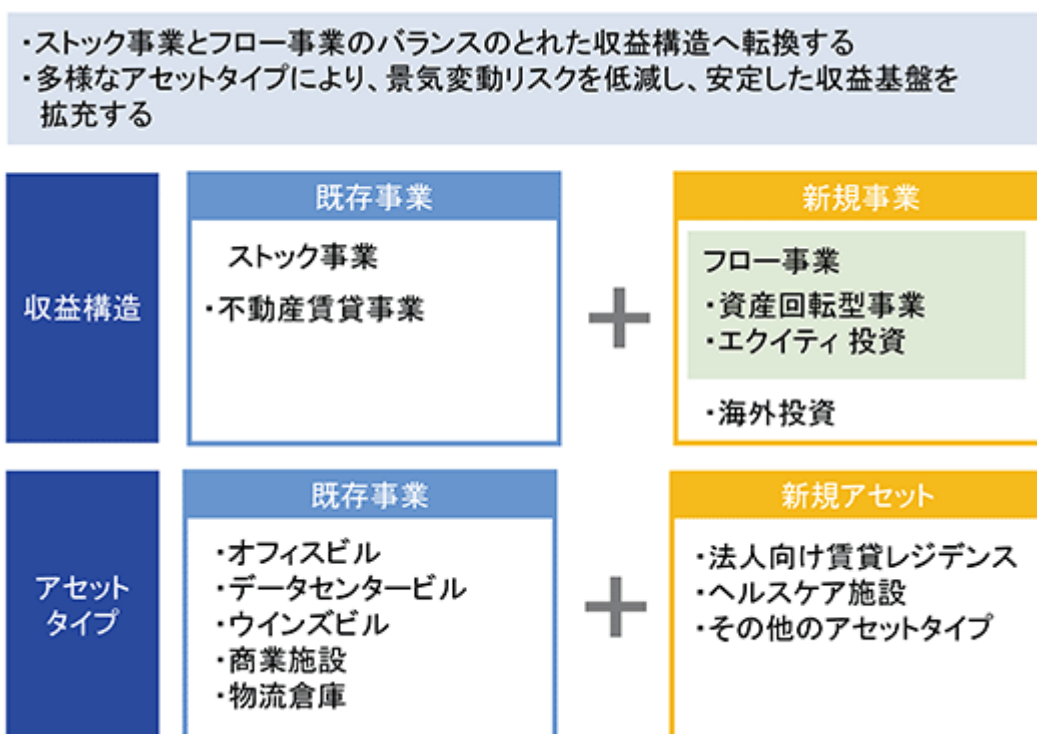 ・ストック事業とフロー事業のバランスのとれた収益構造へ転換する
・多様なアセットタイプにより、景気変動リスクを低減し、安定した収益基盤を
拡充する
収益構造
既存事業
ストック事業
・不動産賃貸事業
+
新規事業
フロー事業
・資産回転型事業
・エクイティ 投資
・海外投資
アセット
タイプ
既存事業
・オフィスビル
・データセンタービル
・ウインズビル
・商業施設
・物流倉庫
+
新規アセット
・法人向け賃貸レジデンス
・ヘルスケア施設
・その他のアセットタイプ